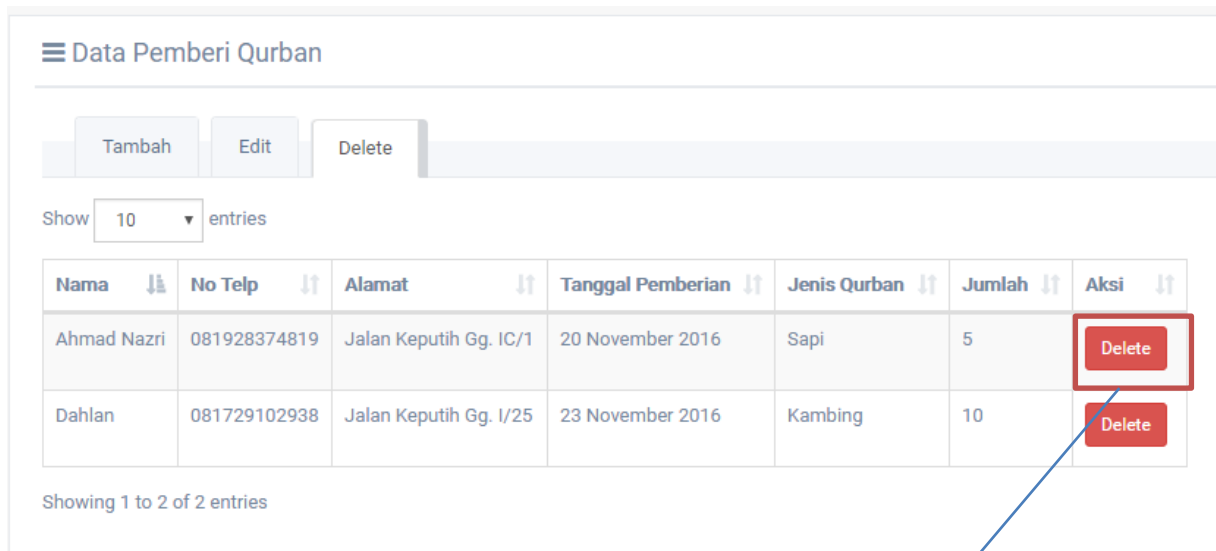 Data Pemberi Qurban
Tambah Edit Delete
Show 10 entries
Nama No Telp Alamat Tanggal Pemberian Jenis Qurban Jumlah Aksi
Ahmad Nazri 081928374819 Jalan Keputih Gg. IC/1 20 November 2016 Sapi 5 Delete
Dahlan 081729102938 Jalan Keputih Gg. I/25 23 November 2016 Kambing 10 Delete
Showing 1 to 2 of 2 entries